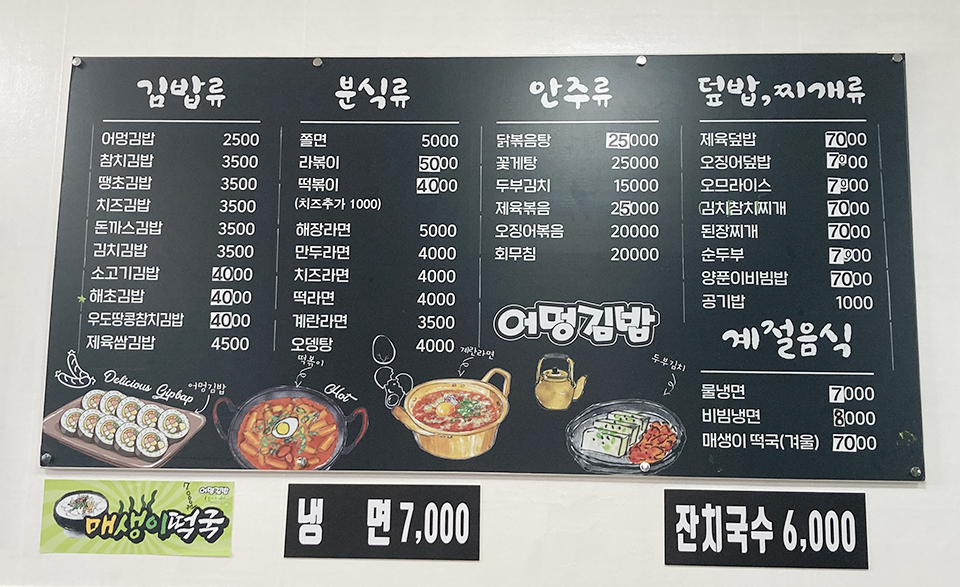 김밥류
어멍김밥 2500
참치김밥 3500
땡초김밥 3500
치즈김밥 3500
돈까스김밥 3500
김치김밥 3500
소고기김밥 4000
해초김밥 4000
우도땅콩참치김밥 4000
제육쌈김밥 4500
분식류
쫄면 5000
라볶이 5000
떡볶이 4000
(치즈추가 1000)
해장라면 5000
만두라면 4000
치즈라면 4000
떡라면 4000
계란라면 3500
오뎅탕 4000
안주류
닭볶음탕 25000
꽃게탕 25000
두부김치 15000
제육볶음 25000
오징어볶음 20000
회무침 20000
어멍김밥
덮밥,찌개류
제육덮밥 7000
오징어덮밥 7000
오므라이스 7000
김치참치찌개 7000
된장찌개 7000
순두부 7000
양푼이비빔밥 7000
공기밥 1000
계절음식
물냉면 7000
비빔냉면 8000
매생이 떡국(겨울) 7000
Delicious Gipbap
어멍김밥
떡볶이
Hot
계란라면
두부김치
어멍김밥
매생이떡국
냉 면 7,000
잔치국수 6,000